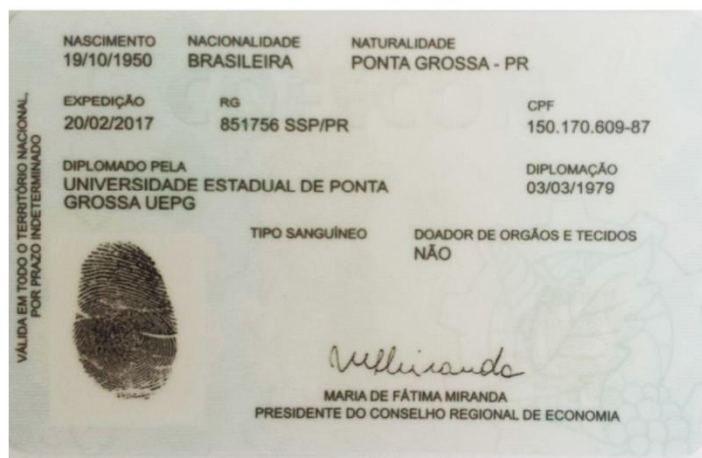 NASCIMENTO NACIONALIDADE NATURALIDADE
19/10/1950 BRASILEIRA PONTA GROSSA - PR
EXPEDIÇÃO RG CPF
20/02/2017 851756 SSP/PR 150.170.609-87
DIPLOMADO PELA DIPLOMAÇÃO
UNIVERSIDADE ESTADUAL DE PONTA 03/03/1979
GROSSA UEPG
TIPO SANGUÍNEO DOADOR DE ORGÃOS E TECIDOS
NÃO
MARIA DE FÁTIMA MIRANDA
PRESIDENTE DO CONSELHO REGIONAL DE ECONOMIA
VÁLIDA EM TODO O TERRITÓRIO NACIONAL,
POR PRAZO INDETERMINADO